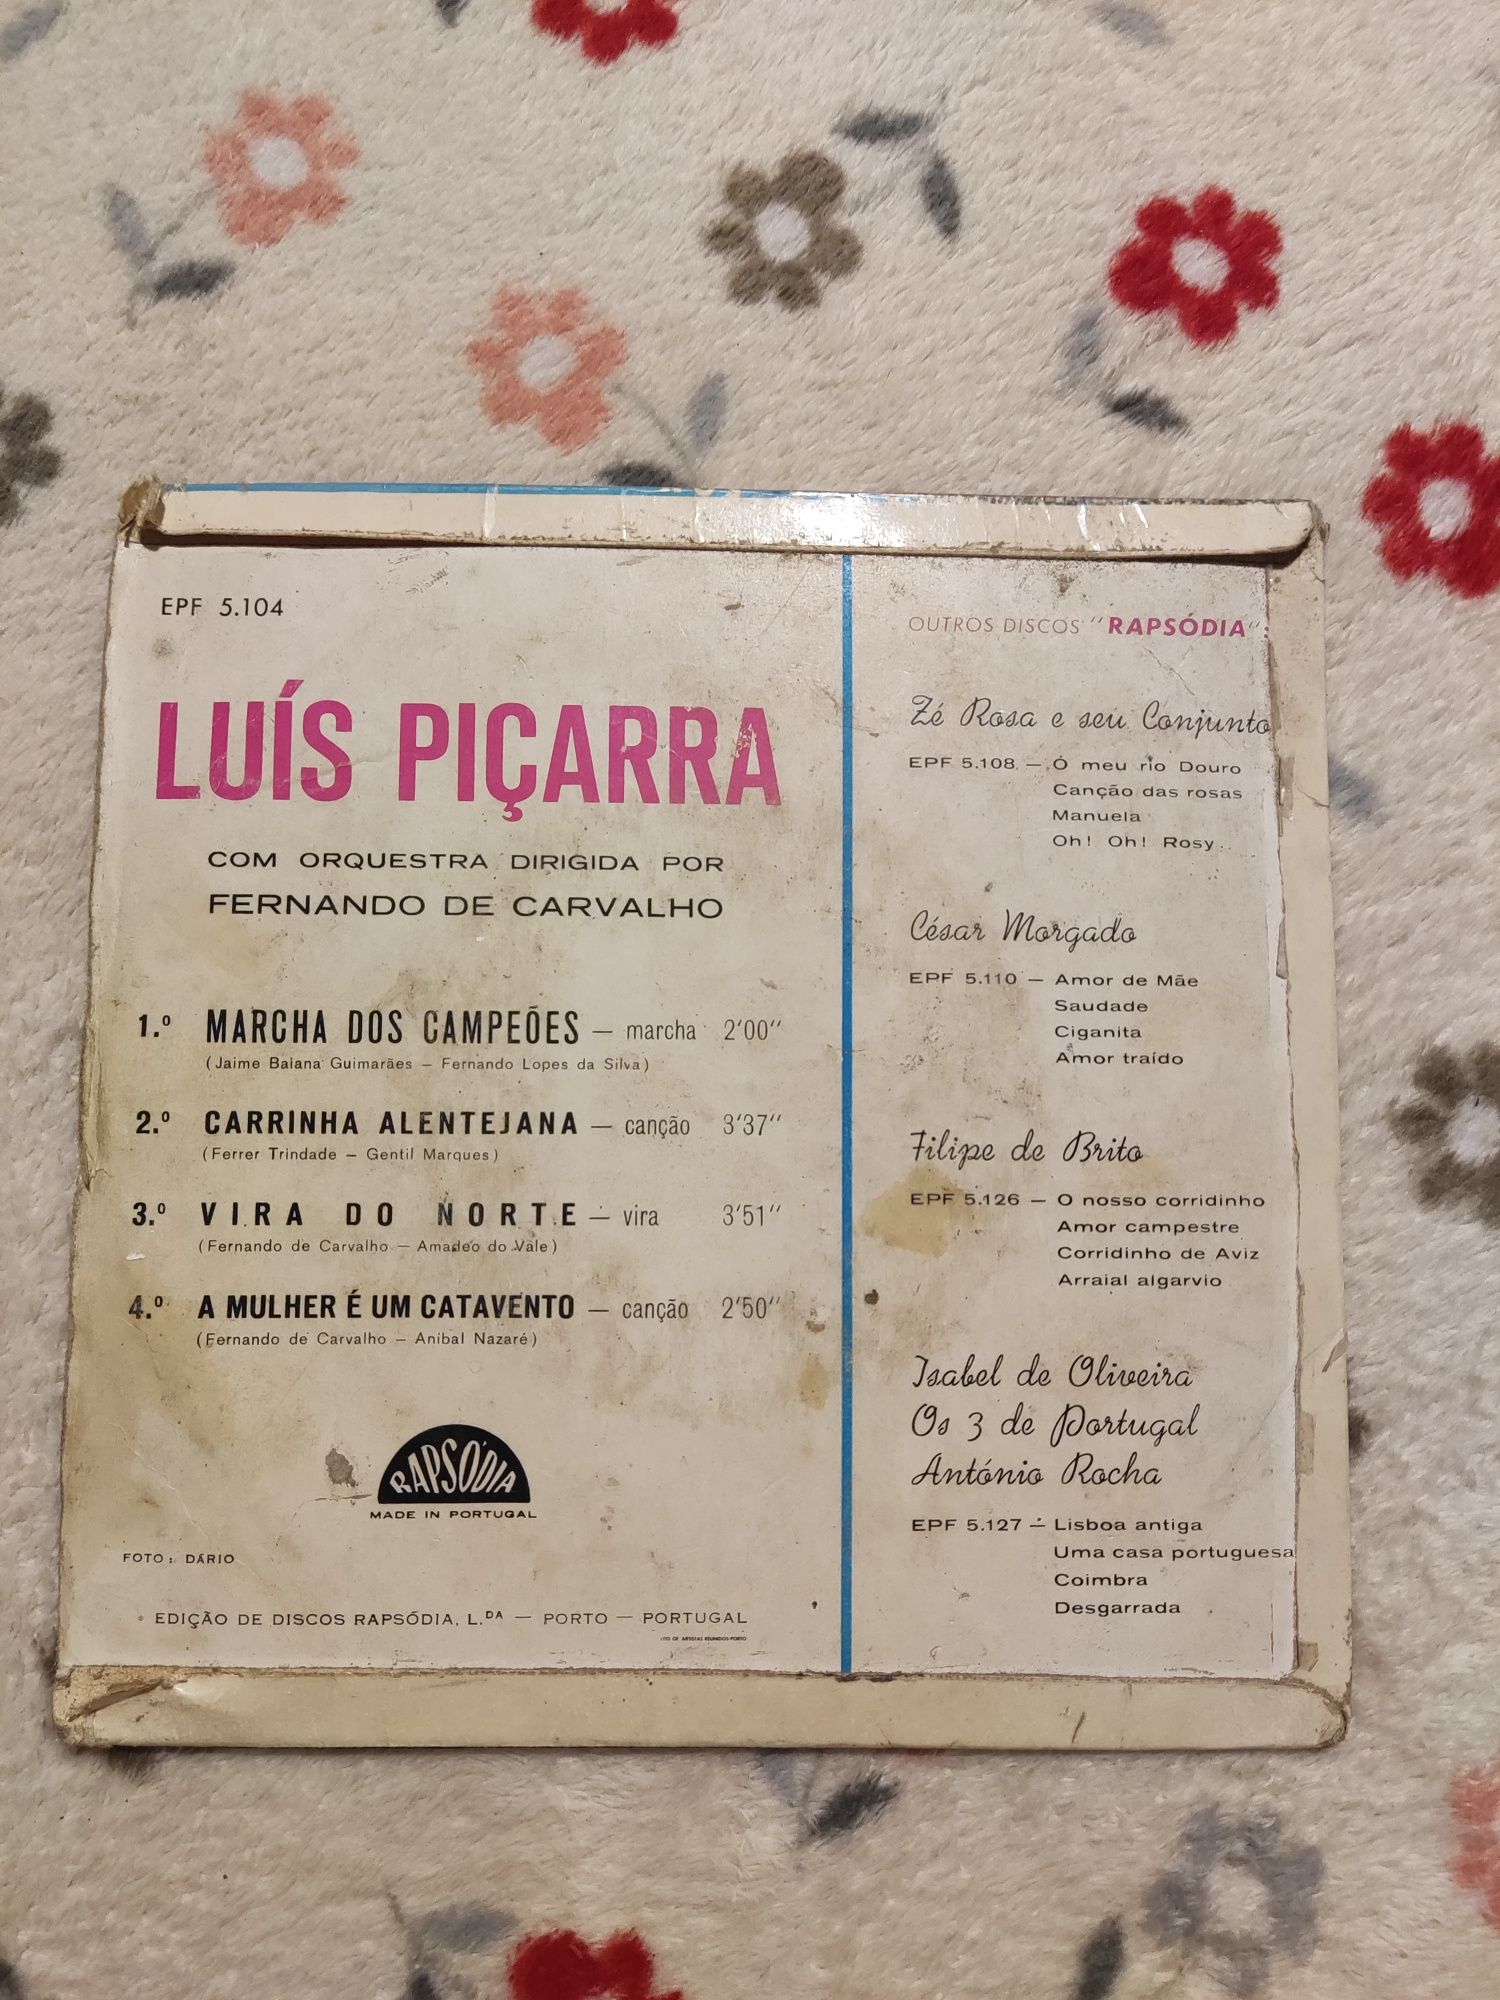 EPF 5.104
LUÍS PIÇARRA
COM ORQUESTRA DIRIGIDA POR
FERNANDO DE CARVALHO
1.º MARCHA DOS CAMPEÕES — marcha 2'00''
(Jaime Baiana Guimarães — Fernando Lopes da Silva)
2.º CARRINHA ALENTEJANA — canção 3'37''
(Ferrer Trindade — Gentil Marques)
3.º VIRA DO NORTE — vira 3'51''
(Fernando de Carvalho — Amadeo do Vale)
4.º A MULHER É UM CATAVENTO — canção 2'50''
(Fernando de Carvalho — Anibal Nazaré)
RAPSÓDIA
MADE IN PORTUGAL
FOTO: DÁRIO
EDIÇÃO DE DISCOS RAPSÓDIA, L.DA — PORTO — PORTUGAL
OF ARTISTAS REUNIDOS-PORTO
OUTROS DISCOS "RAPSÓDIA":
Zé Rosa e seu Conjunto
EPF 5.108 — Ó meu rio Douro
Canção das rosas
Manuela
Oh! Oh! Rosy
César Morgado
EPF 5.110 — Amor de Mãe
Saudade
Ciganita
Amor traído
Filipe de Brito
EPF 5.126 — O nosso corridinho
Amor campestre
Corridinho de Aviz
Arraial algarvio
Isabel de Oliveira
Os 3 de Portugal
António Rocha
EPF 5.127 — Lisboa antiga
Uma casa portuguesa
Coimbra
Desgarrada